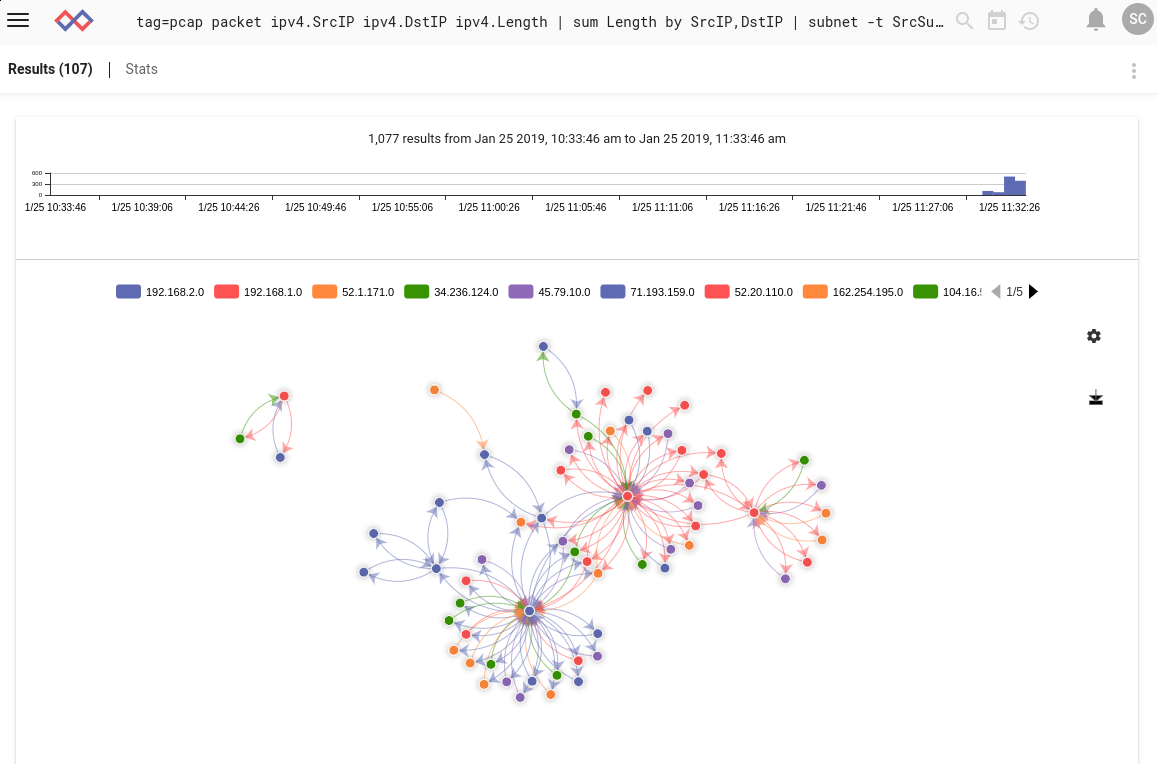 tag=pcap packet ipv4.SrcIP ipv4.DstIP ipv4.Length | sum Length by SrcIP,DstIP | subnet -t SrcSu… SC
Results (107) | Stats
1,077 results from Jan 25 2019, 10:33:46 am to Jan 25 2019, 11:33:46 am
600
300
0
1/25 10:33:46 1/25 10:39:06 1/25 10:44:26 1/25 10:49:46 1/25 10:55:06 1/25 11:00:26 1/25 11:05:46 1/25 11:11:06 1/25 11:16:26 1/25 11:21:46 1/25 11:27:06 1/25 11:32:26
192.168.2.0 192.168.1.0 52.1.171.0 34.236.124.0 45.79.10.0 71.193.159.0 52.20.110.0 162.254.195.0 104.16. 1/5